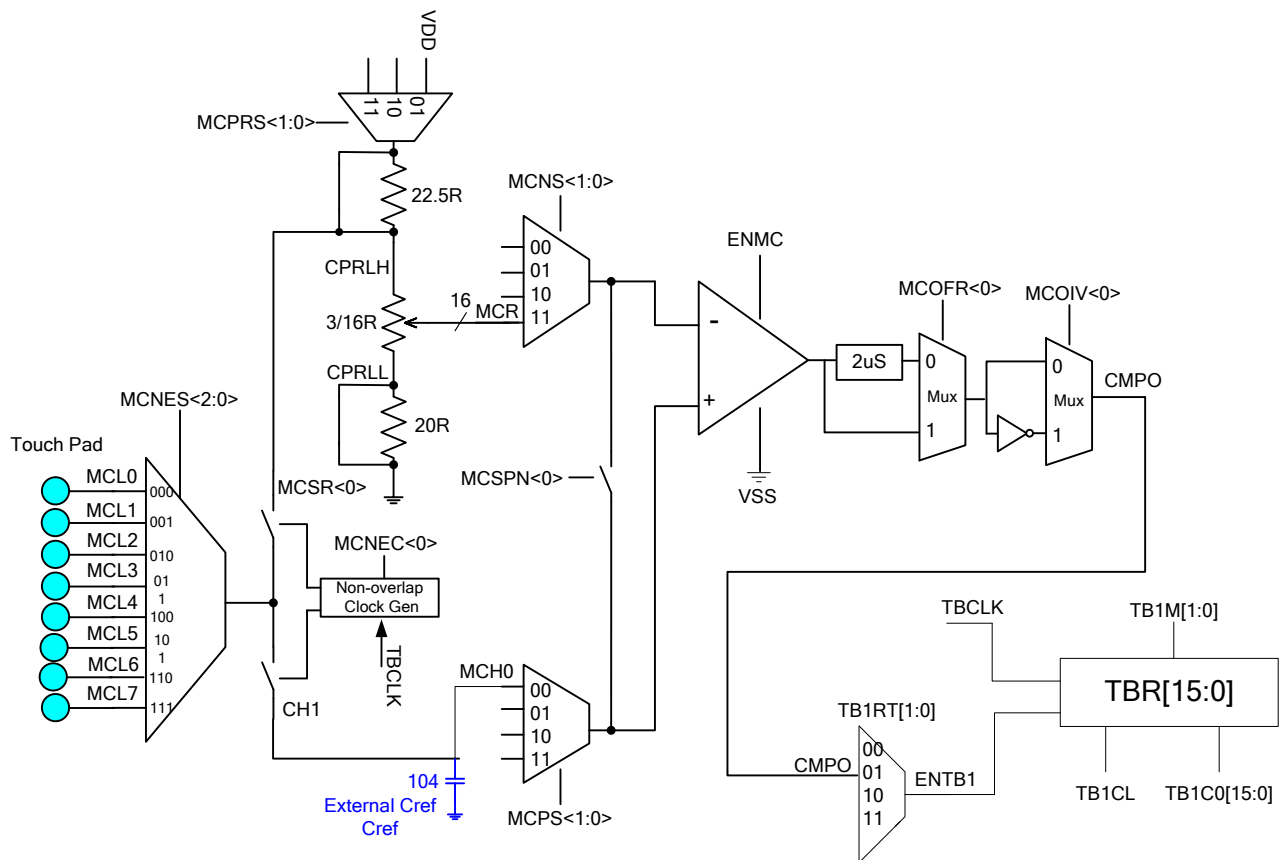 VDD
11
10
01
MCPRS<1:0>
22.5R
MCNS<1:0>
00
01
10
11
CPRLH
16
MCR
3/16R
CPRLL
20R
ENMC
-
+
VSS
2uS
MCOFR<0>
0
Mux
1
MCOIV<0>
0
Mux
1
CMPO
MCNES<2:0>
Touch Pad
MCL0
000
MCL1
001
MCL2
010
MCL3
01
1
MCL4
100
MCL5
10
1
MCL6
110
MCL7
111
MCSR<0>
MCSPN<0>
MCNEC<0>
Non-overlap
Clock Gen
TBCLK
CH1
MCH0
00
01
10
11
MCPS<1:0>
104
External Cref
Cref
TBCLK
TB1M[1:0]
TBR[15:0]
TB1RT[1:0]
CMPO
00
01
10
11
ENTB1
TB1CL
TB1C0[15:0]